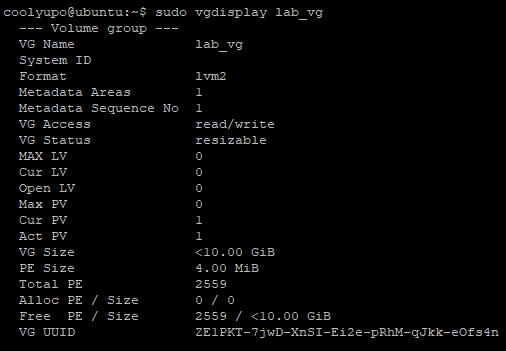 coolyupo@ubuntu:~$ sudo vgdisplay lab_vg
--- Volume group ---
VG Name lab_vg
System ID
Format lvm2
Metadata Areas 1
Metadata Sequence No 1
VG Access read/write
VG Status resizable
MAX LV 0
Cur LV 0
Open LV 0
Max PV 0
Cur PV 1
Act PV 1
VG Size <10.00 GiB
PE Size 4.00 MiB
Total PE 2559
Alloc PE / Size 0 / 0
Free PE / Size 2559 / <10.00 GiB
VG UUID ZE1PKT-7jwD-XnSI-Ei2e-pRhM-qJkk-eOfs4n